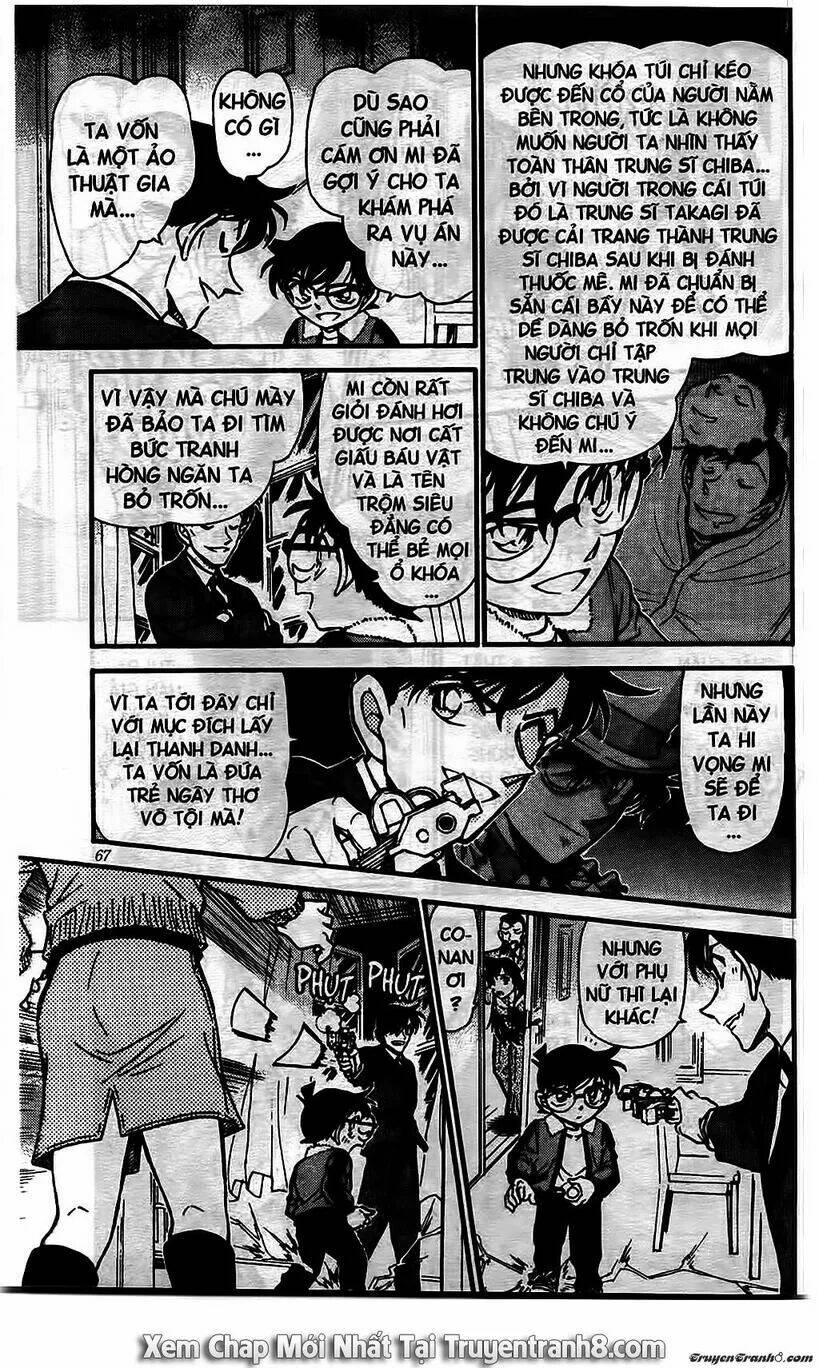 NHƯNG KHÓA TÚI CHỈ KÉO
ĐƯỢC ĐẾN CỔ CỦA NGƯỜI NẰM
BÊN TRONG, TỨC LÀ KHÔNG
MUỐN NGƯỜI TA NHÌN THẤY
TOÀN THÂN TRUNG SĨ CHIBA...
BỞI VÌ NGƯỜI TRONG CÁI TÚI
ĐÓ LÀ TRUNG SĨ TAKAGI ĐÃ
ĐƯỢC CẢI TRANG THÀNH TRUNG
SĨ CHIBA SAU KHI BỊ ĐÁNH
THUỐC MÊ. MI ĐÃ CHUẨN BỊ
SẴN CÁI BẪY NÀY ĐỂ CÓ THỂ
DỄ DÀNG BỎ TRỐN KHI MỌI
NGƯỜI CHỈ TẬP
TRUNG VÀO TRUNG
SĨ CHIBA VÀ
KHÔNG CHÚ Ý
ĐẾN MI...
DÙ SAO
CŨNG PHẢI
CÁM ƠN MI ĐÃ
GỢI Ý CHO TA
KHÁM PHÁ
RA VỤ ÁN
NÀY...
KHÔNG
CÓ GÌ
...
TA VỐN
LÀ MỘT ẢO
THUẬT GIA
MÀ...
MI CÒN RẤT
GIỎI ĐÁNH HƠI
ĐƯỢC NƠI CẤT
GIẤU BÁU VẬT
VÀ LÀ TÊN
TRỘM SIÊU
ĐẲNG CÓ
THỂ BẺ MỌI
Ổ KHÓA
...
VÌ VẬY MÀ CHÚ MÀY
ĐÃ BẢO TA ĐI TÌM
BỨC TRANH
HÒNG NGĂN TA
BỎ TRỐN...
NHƯNG
LẦN NÀY
TA HI
VỌNG MI
SẼ ĐỂ
TA ĐI
...
VÌ TA TỚI ĐÂY CHỈ
VỚI MỤC ĐÍCH LẤY
LẠI THANH DANH...
TA VỐN LÀ ĐỨA
TRẺ NGÂY THƠ
VÔ TỘI MÀ!
67
NHƯNG
VỚI PHỤ
NỮ THÌ LẠI
KHÁC!
CO-
NAN
ƠI
?
PHỤT
PHỤT
Xem Chap Mới Nhất Tại Truyentranh8.com
TruyenTranh8.com